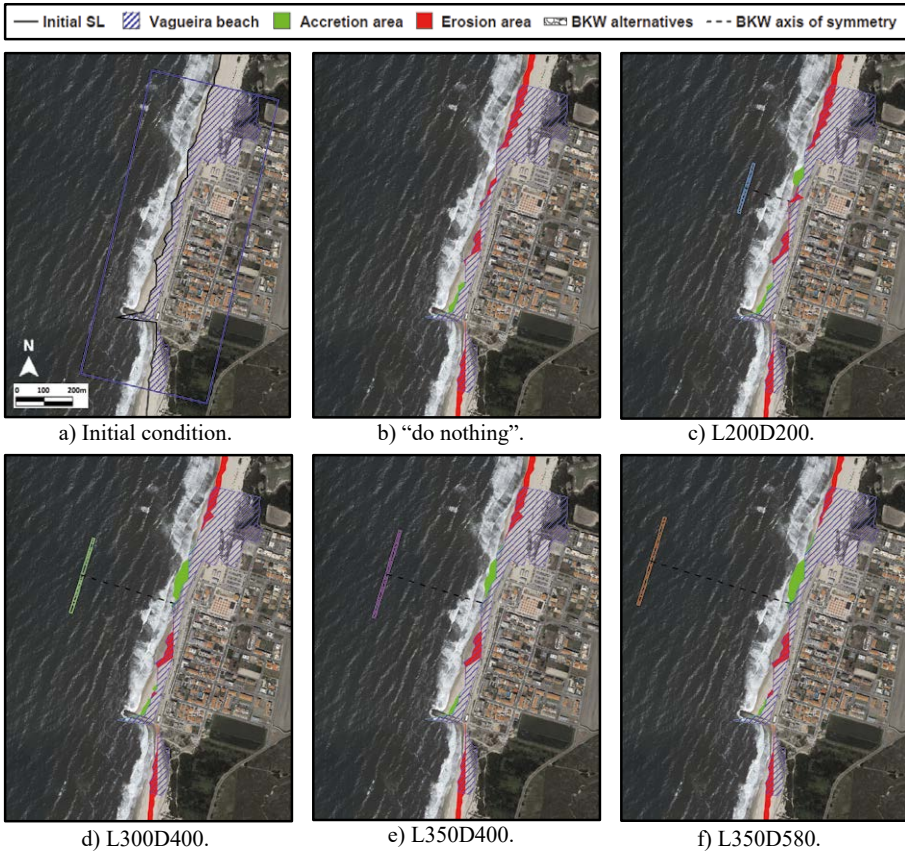 Initial SL Vagueira beach Accretion area Erosion area BKW alternatives BKW axis of symmetry
N
0 100 200m
a) Initial condition.
b) “do nothing”.
c) L200D200.
d) L300D400.
e) L350D400.
f) L350D580.